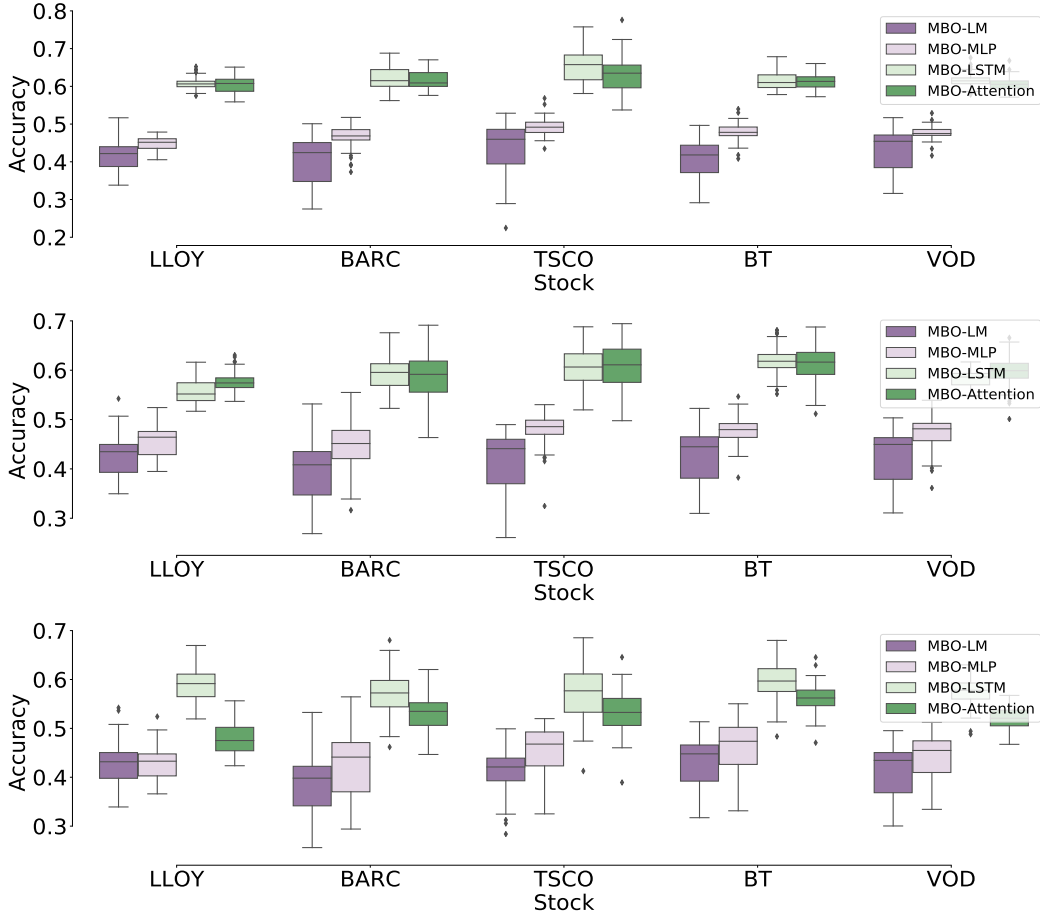 0.8
0.7
0.6
0.5
0.4
0.3
0.2
Accuracy
MBO-LM
MBO-MLP
MBO-LSTM
MBO-Attention
LLOY BARC TSCO BT VOD
Stock
0.7
0.6
0.5
0.4
0.3
Accuracy
MBO-LM
MBO-MLP
MBO-LSTM
MBO-Attention
LLOY BARC TSCO BT VOD
Stock
0.7
0.6
0.5
0.4
0.3
Accuracy
MBO-LM
MBO-MLP
MBO-LSTM
MBO-Attention
LLOY BARC TSCO BT VOD
Stock